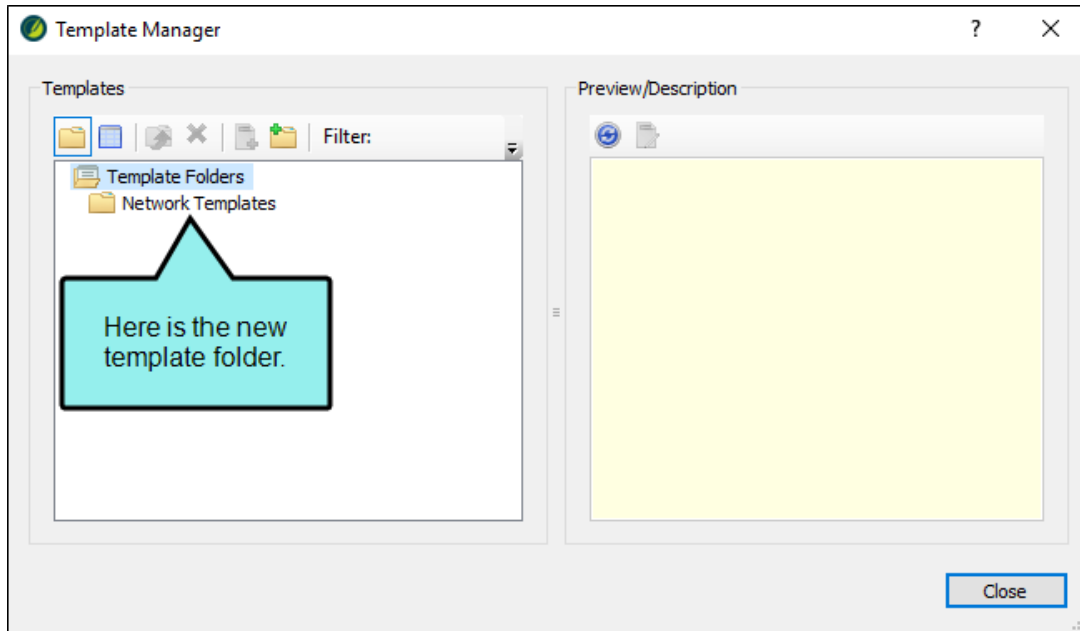 Template Manager
?
Templates
Preview/Description
Filter:
Template Folders
Network Templates
Here is the new
template folder.
Close